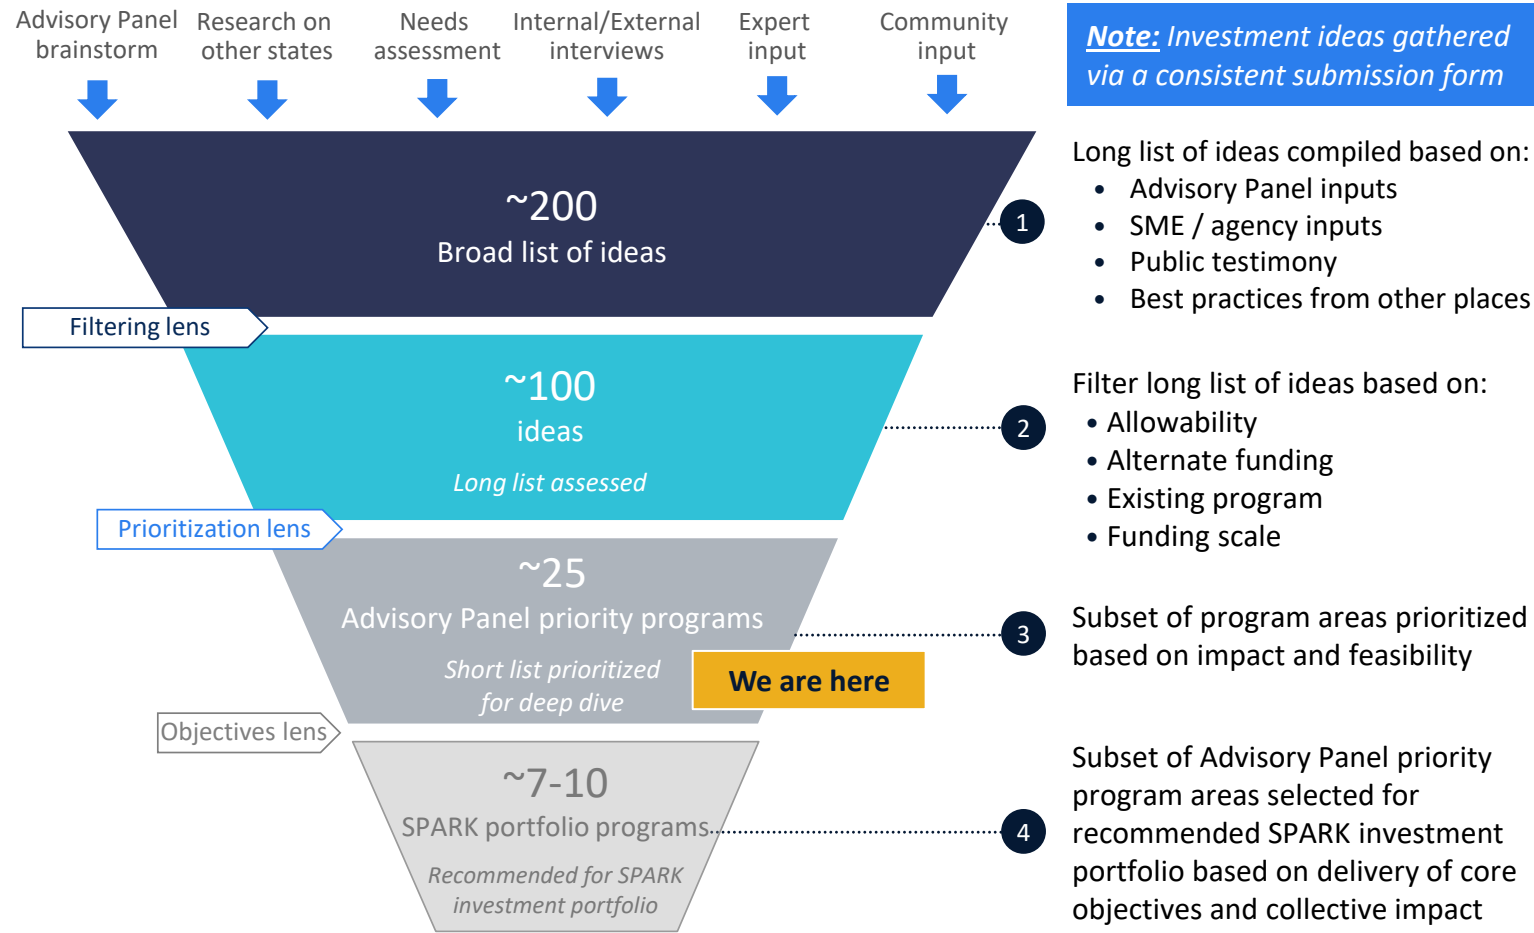 Advisory Panel
brainstorm
Research on
other states
Needs
assessment
Internal/External
interviews
Expert
input
Community
input
Note: Investment ideas gathered
via a consistent submission form
~200
Broad list of ideas
1
Long list of ideas compiled based on:
• Advisory Panel inputs
• SME / agency inputs
• Public testimony
• Best practices from other places
Filtering lens
~100
ideas
Long list assessed
2
Filter long list of ideas based on:
• Allowability
• Alternate funding
• Existing program
• Funding scale
Prioritization lens
~25
Advisory Panel priority programs
Short list prioritized
for deep dive
We are here
3
Subset of program areas prioritized
based on impact and feasibility
Objectives lens
~7-10
SPARK portfolio programs
Recommended for SPARK
investment portfolio
4
Subset of Advisory Panel priority
program areas selected for
recommended SPARK investment
portfolio based on delivery of core
objectives and collective impact